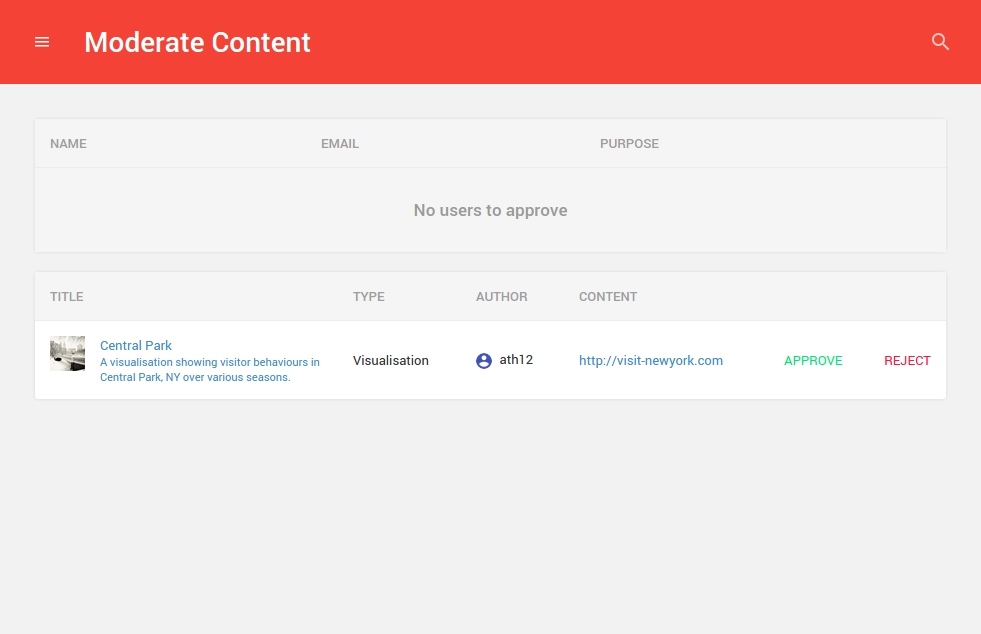 Moderate Content
NAME EMAIL PURPOSE
No users to approve
TITLE TYPE AUTHOR CONTENT
Central Park
A visualisation showing visitor behaviours in
Central Park, NY over various seasons.
Visualisation ath12 http://visit-newyork.com APPROVE REJECT